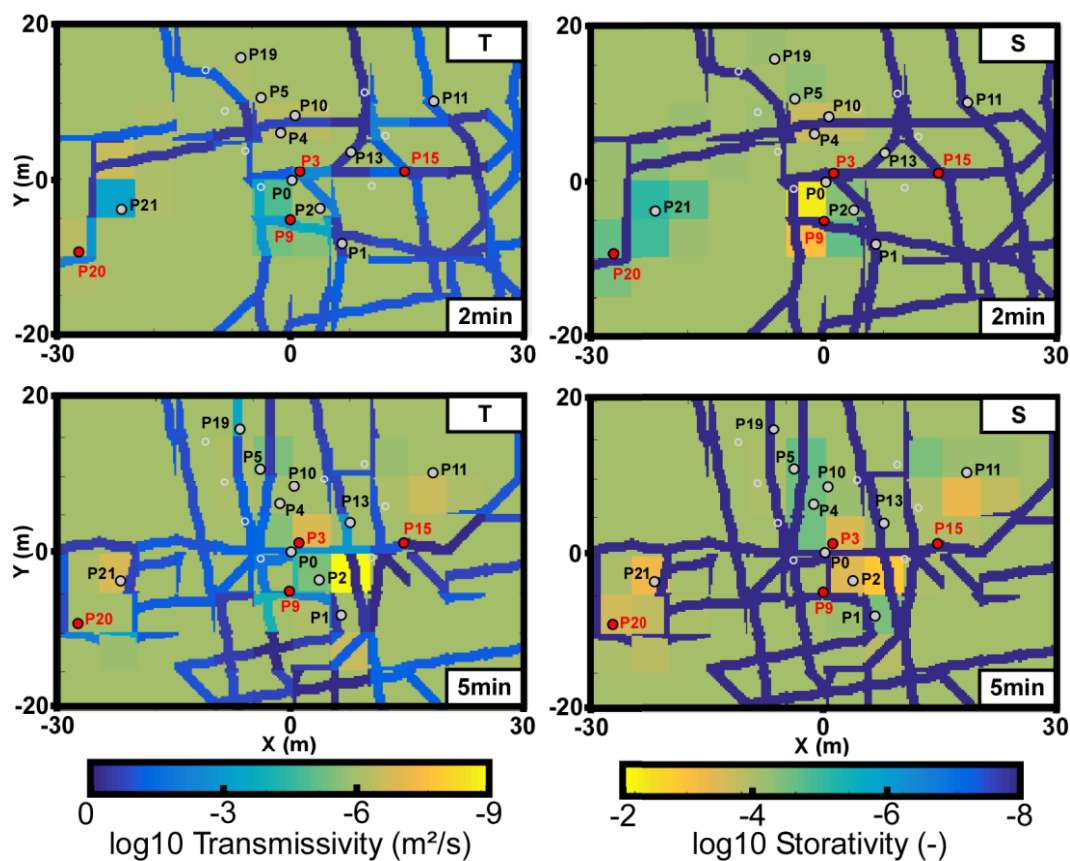 20
T
P19
P5
P10
P11
P4
P3
P13
P15
Y (m)
0
P0
P21
P2
P9
P20
P1
-20
2min
-30
0
30
20
S
P19
P5
P10
P11
P4
P3
P13
P15
0
P0
P21
P2
P9
P20
P1
-20
2min
-30
0
30
20
T
P19
P5
P10
P11
P4
P13
P3
P15
Y (m)
0
P0
P21
P2
P9
P20
P1
-20
5min
-30
0
30
X (m)
20
S
P19
P5
P10
P11
P4
P13
P3
P15
0
P0
P21
P2
P9
P20
P1
-20
5min
-30
0
30
X (m)
0
-3
-6
-9
log10 Transmissivity (m²/s)
-2
-4
-6
-8
log10 Storativity (-)